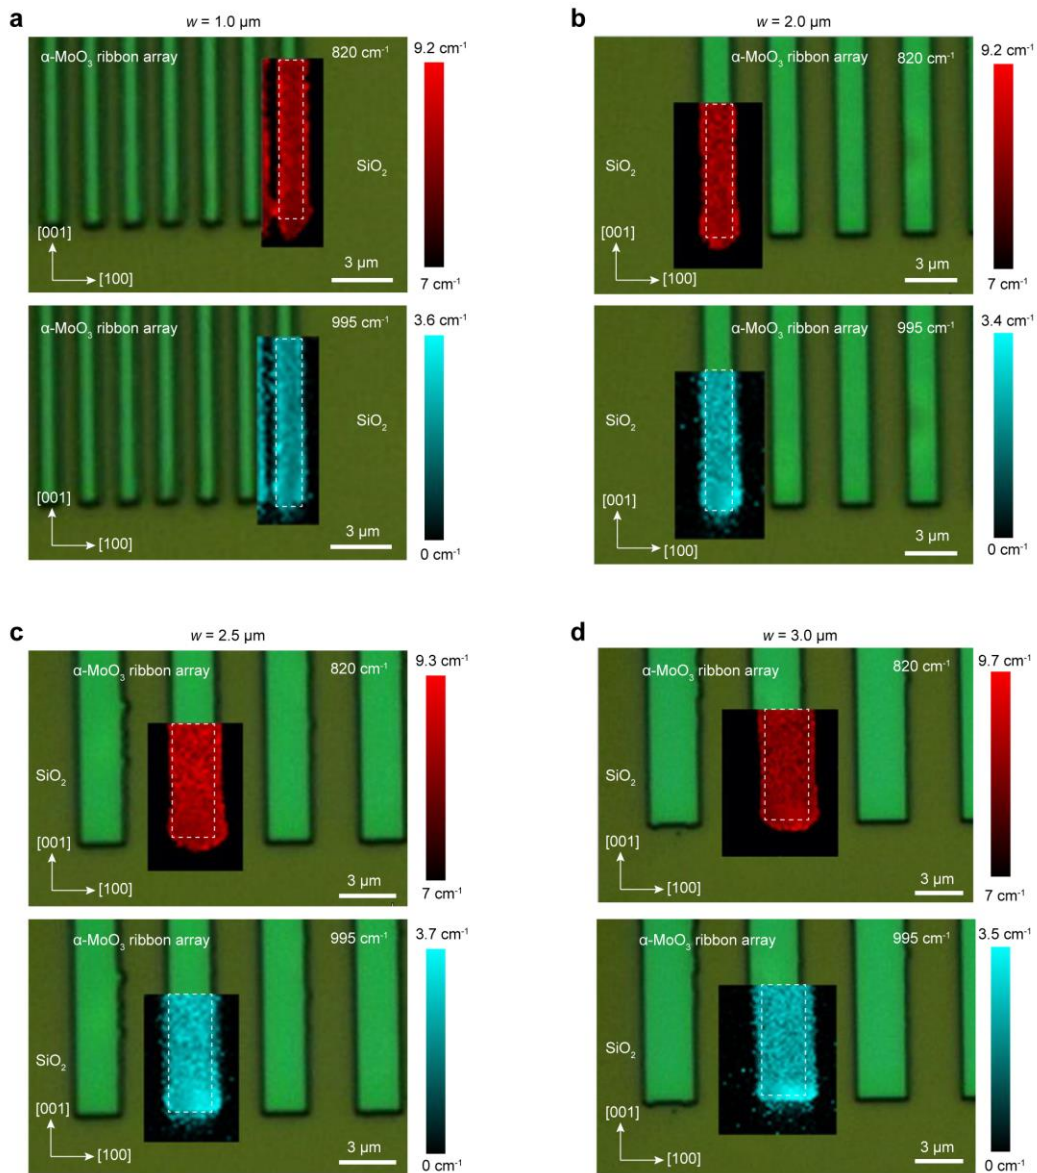 a
w = 1.0 µm
α-MoO₃ ribbon array
820 cm⁻¹
9.2 cm⁻¹
SiO₂
[001]
[100]
3 µm
7 cm⁻¹
α-MoO₃ ribbon array
995 cm⁻¹
3.6 cm⁻¹
SiO₂
[001]
[100]
3 µm
0 cm⁻¹
b
w = 2.0 µm
α-MoO₃ ribbon array
820 cm⁻¹
9.2 cm⁻¹
SiO₂
[001]
[100]
3 µm
7 cm⁻¹
α-MoO₃ ribbon array
995 cm⁻¹
3.4 cm⁻¹
SiO₂
[001]
[100]
3 µm
0 cm⁻¹
c
w = 2.5 µm
α-MoO₃ ribbon array
820 cm⁻¹
9.3 cm⁻¹
SiO₂
[001]
[100]
3 µm
7 cm⁻¹
α-MoO₃ ribbon array
995 cm⁻¹
3.7 cm⁻¹
SiO₂
[001]
[100]
3 µm
0 cm⁻¹
d
w = 3.0 µm
α-MoO₃ ribbon array
820 cm⁻¹
9.7 cm⁻¹
SiO₂
[001]
[100]
3 µm
7 cm⁻¹
α-MoO₃ ribbon array
995 cm⁻¹
3.5 cm⁻¹
SiO₂
[001]
[100]
3 µm
0 cm⁻¹